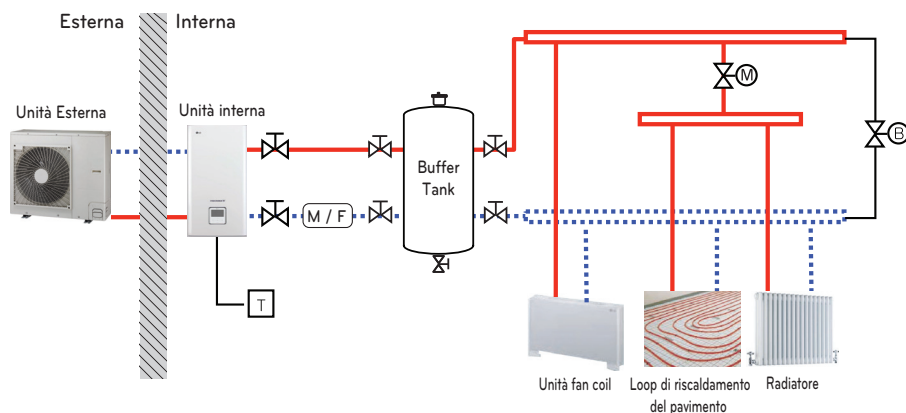 Esterna
Interna
Unità Esterna
Unità interna
Buffer
Tank
M
B
M / F
T
Unità fan coil
Loop di riscaldamento
del pavimento
Radiatore